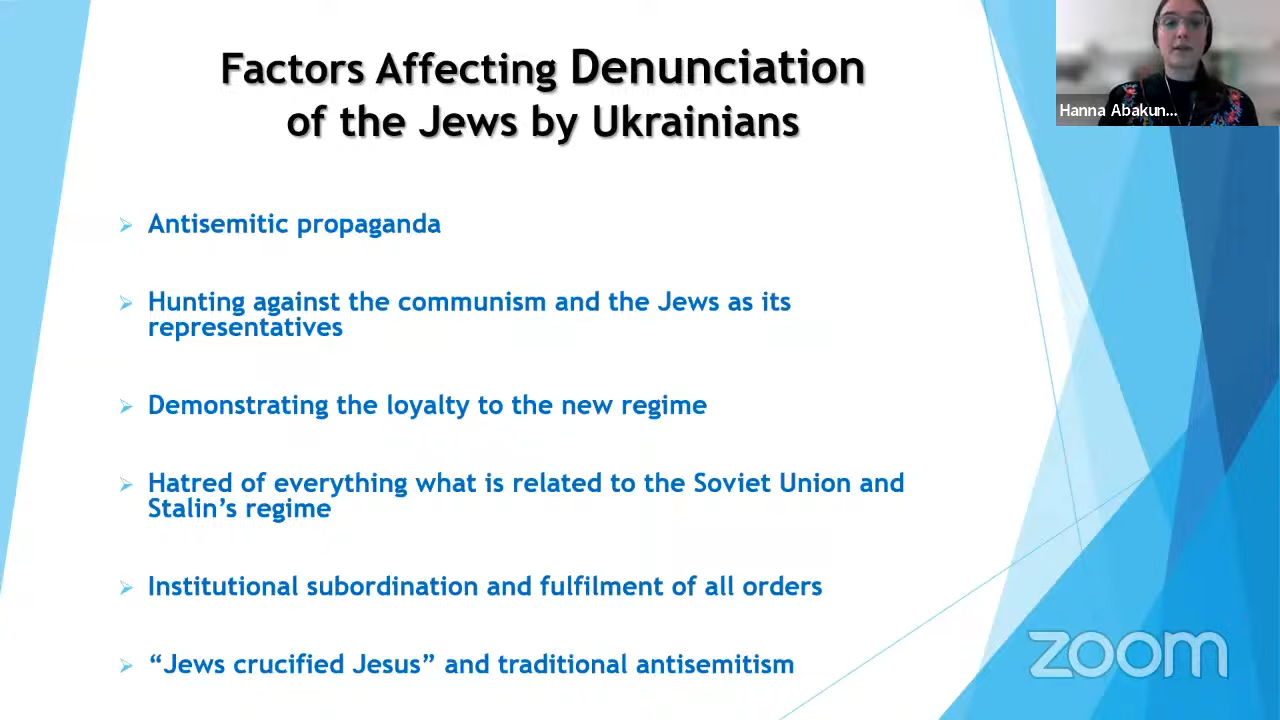 Factors Affecting Denunciation
of the Jews by Ukrainians
Hanna Abakun...
Antisemitic propaganda
Hunting against the communism and the Jews as its
representatives
Demonstrating the loyalty to the new regime
Hatred of everything what is related to the Soviet Union and
Stalin’s regime
Institutional subordination and fulfilment of all orders
“Jews crucified Jesus” and traditional antisemitism
zoom